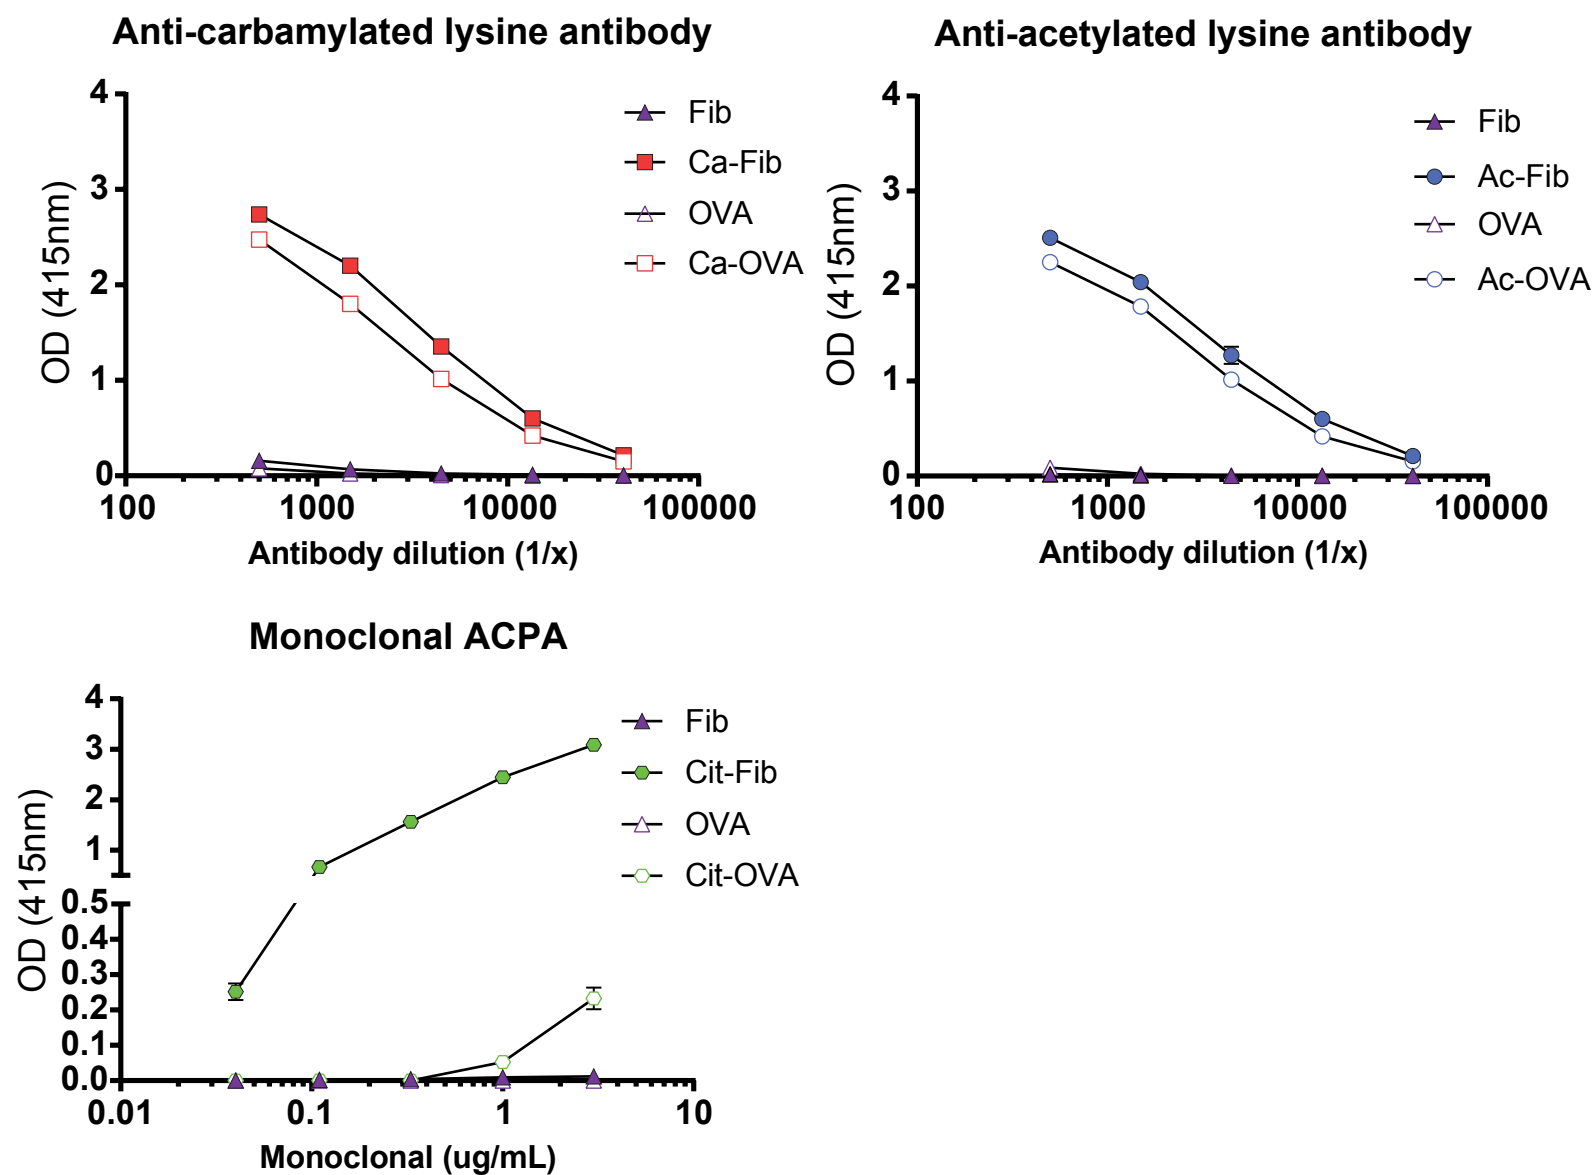 Anti-carbamylated lysine antibody
4
3
2
1
0
OD (415nm)
100 1000 10000 100000
Antibody dilution (1/x)
Fib
Ca-Fib
OVA
Ca-OVA
Anti-acetylated lysine antibody
4
3
2
1
0
OD (415nm)
100 1000 10000 100000
Antibody dilution (1/x)
Fib
Ac-Fib
OVA
Ac-OVA
Monoclonal ACPA
4
3
2
1
0.5
0.4
0.3
0.2
0.1
0.0
OD (415nm)
0.01 0.1 1 10
Monoclonal (ug/mL)
Fib
Cit-Fib
OVA
Cit-OVA